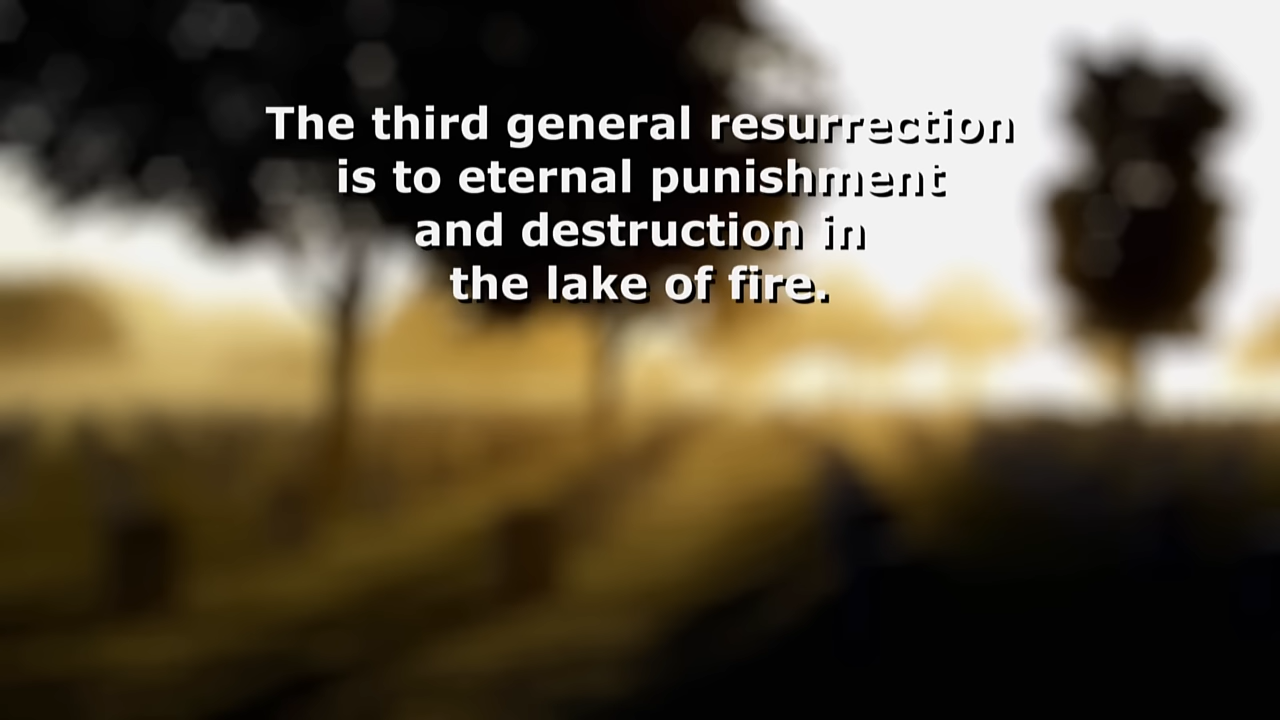 The third general resurrection
is to eternal punishment
and destruction in
the lake of fire.